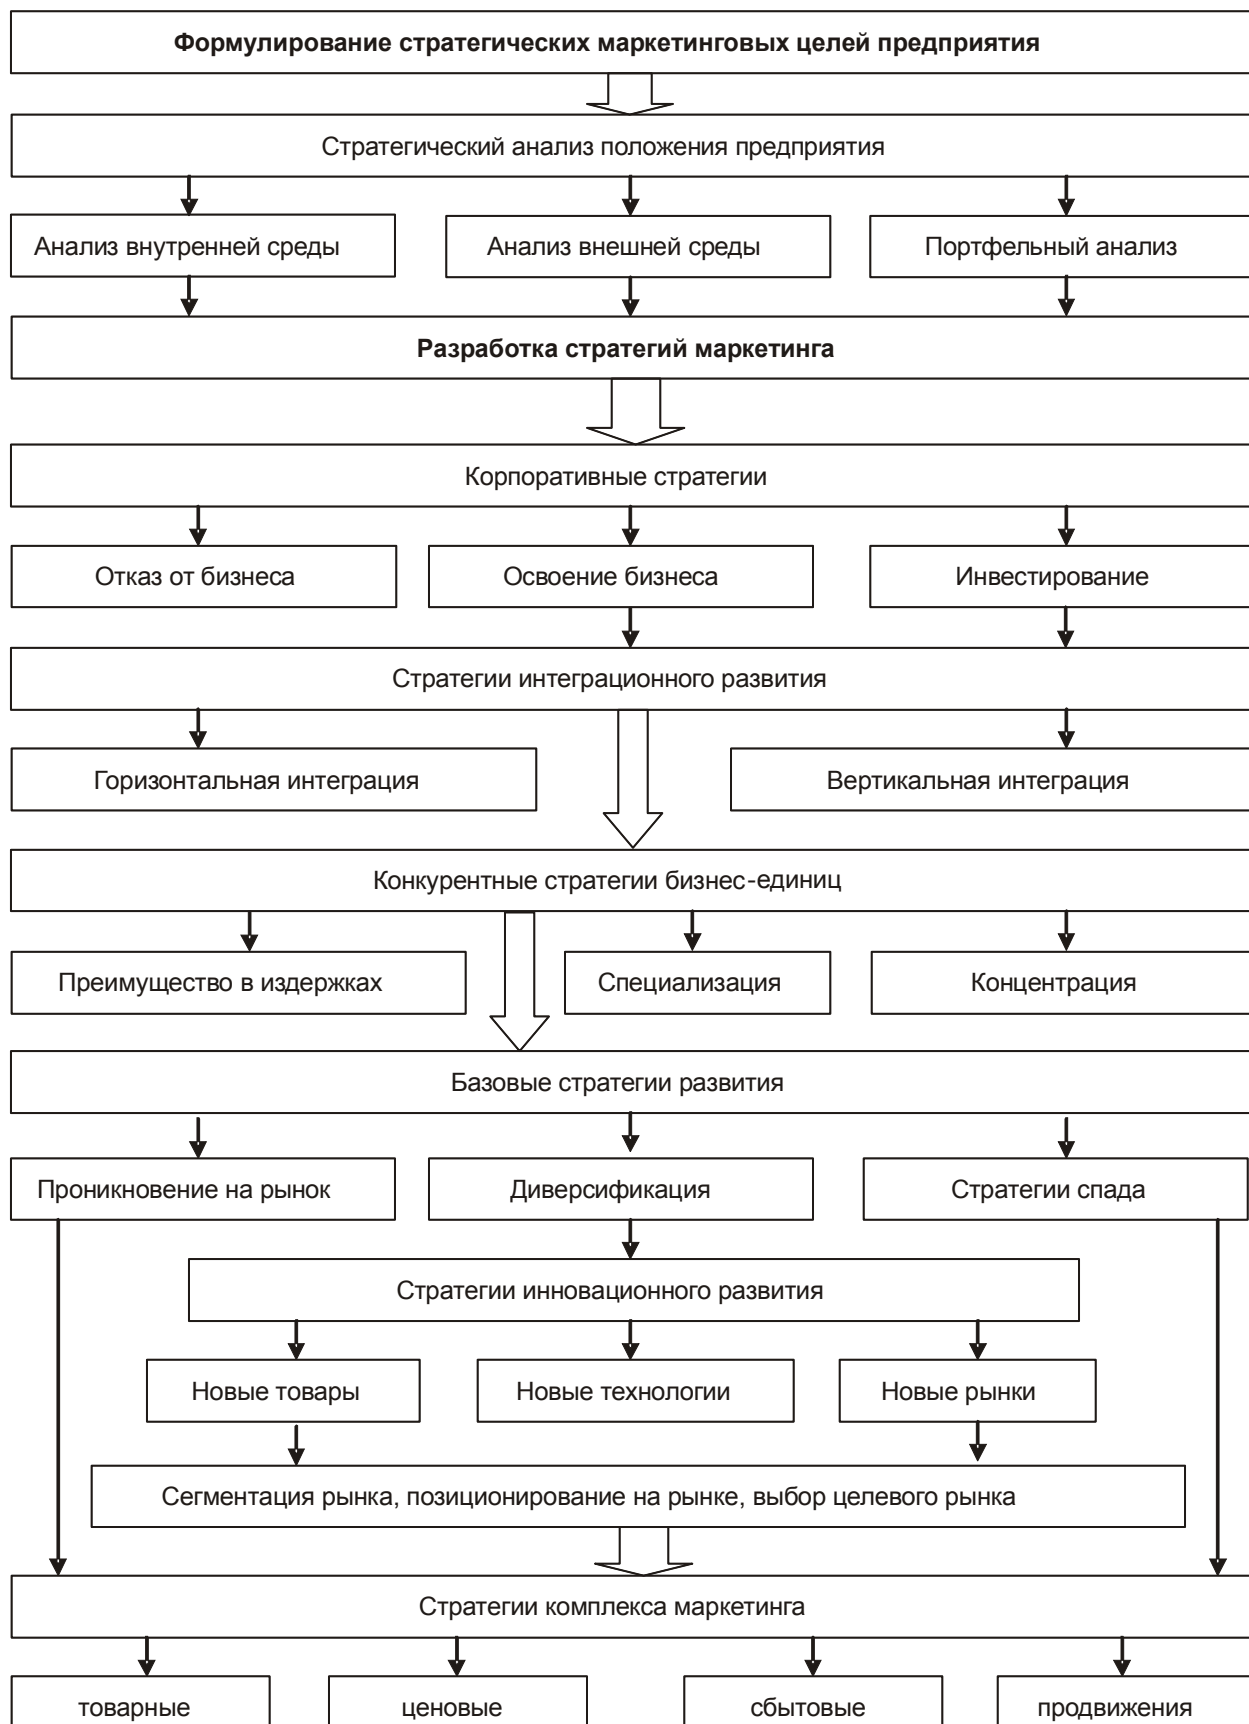 Формулирование стратегических маркетинговых целей предприятия
Стратегический анализ положения предприятия
Анализ внутренней среды
Анализ внешней среды
Портфельный анализ
Разработка стратегий маркетинга
Корпоративные стратегии
Отказ от бизнеса
Освоение бизнеса
Инвестирование
Стратегии интеграционного развития
Горизонтальная интеграция
Вертикальная интеграция
Конкурентные стратегии бизнес-единиц
Преимущество в издержках
Специализация
Концентрация
Базовые стратегии развития
Проникновение на рынок
Диверсификация
Стратегии спада
Стратегии инновационного развития
Новые товары
Новые технологии
Новые рынки
Сегментация рынка, позиционирование на рынке, выбор целевого рынка
Стратегии комплекса маркетинга
товарные
ценовые
сбытовые
продвижения